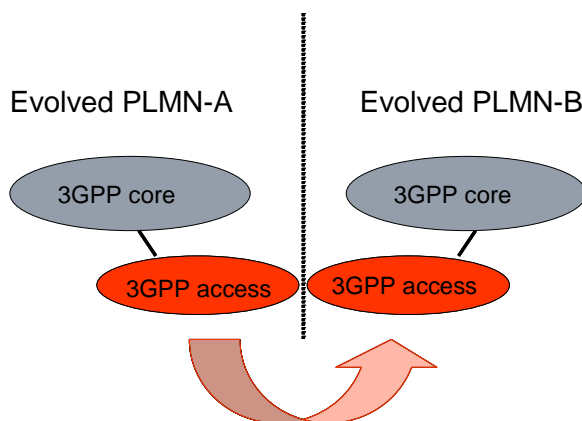 Evolved PLMN-A
Evolved PLMN-B
3GPP core
3GPP core
3GPP access
3GPP access